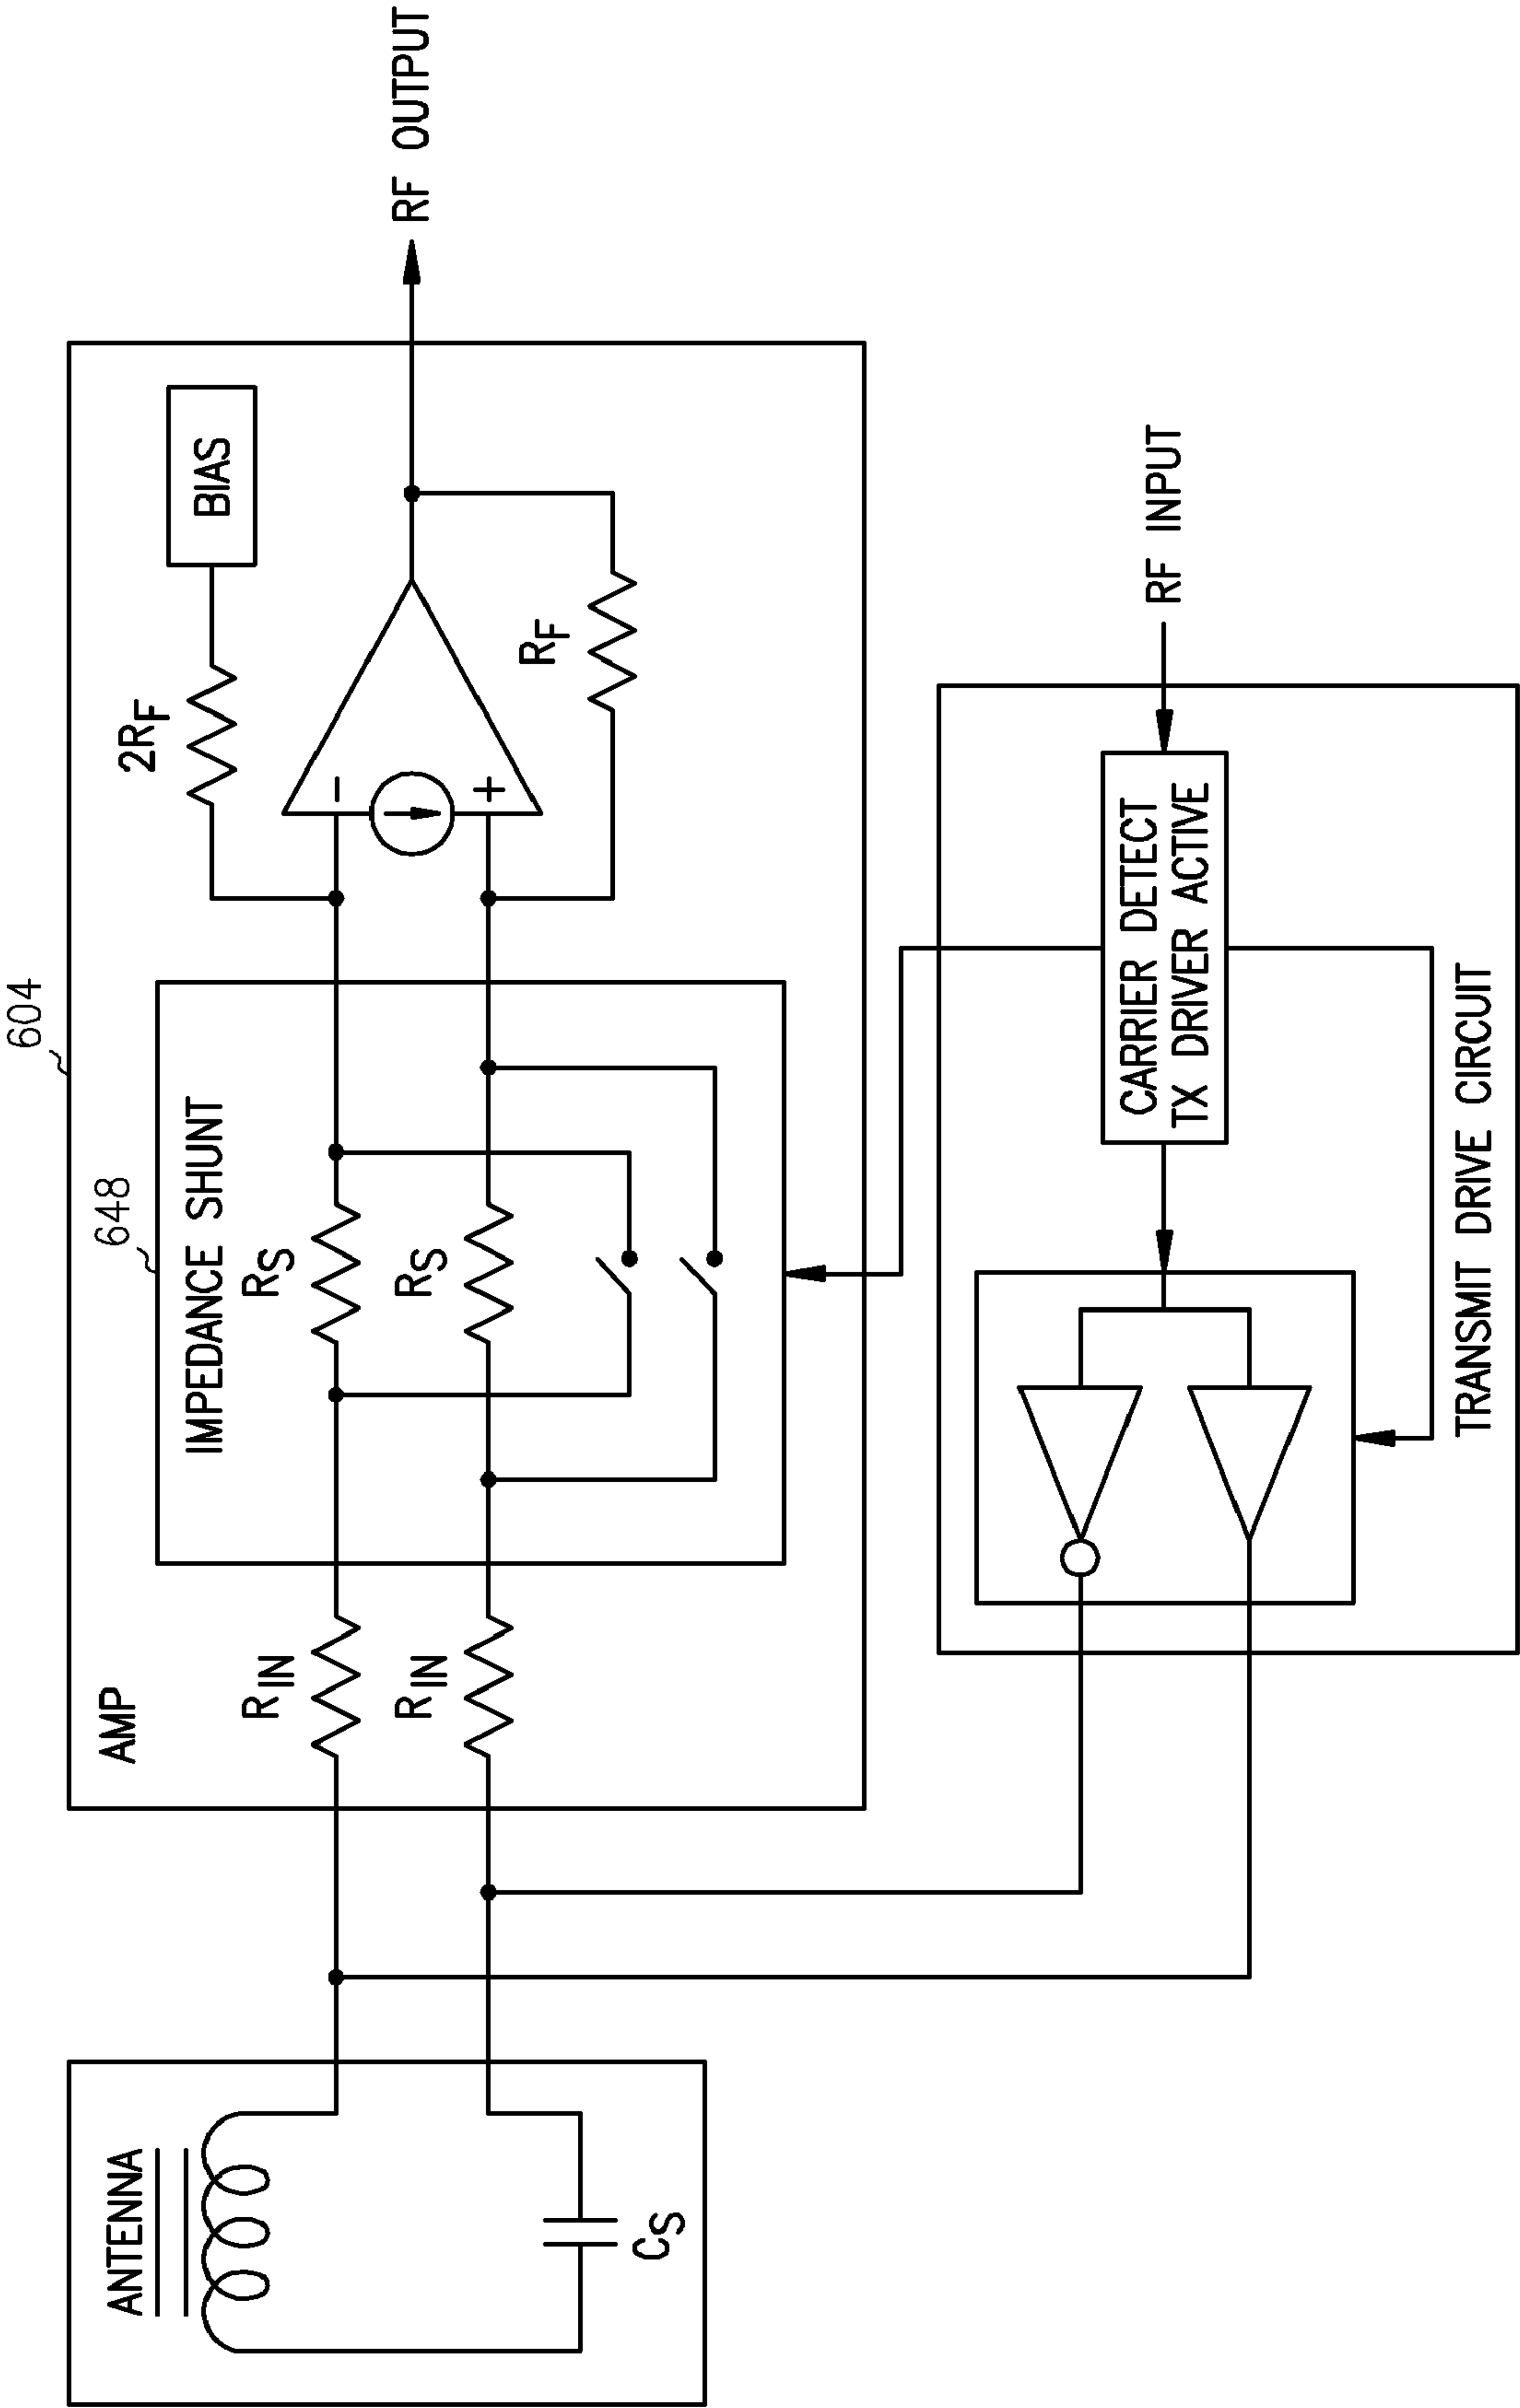 604
AMP
648
IMPEDANCE SHUNT
ANTENNA
RIN
RS
2RF
BIAS
RF OUTPUT
RIN
RS
-
+
RF
CS
CARRIER DETECT
TX DRIVER ACTIVE
RF INPUT
TRANSMIT DRIVE CIRCUIT